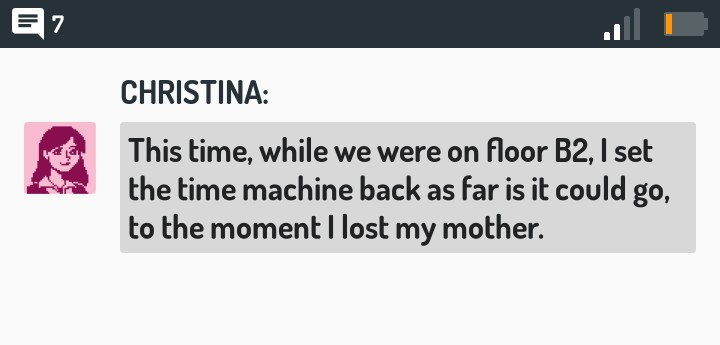 7
CHRISTINA:
This time, while we were on floor B2, I set
the time machine back as far is it could go,
to the moment I lost my mother.